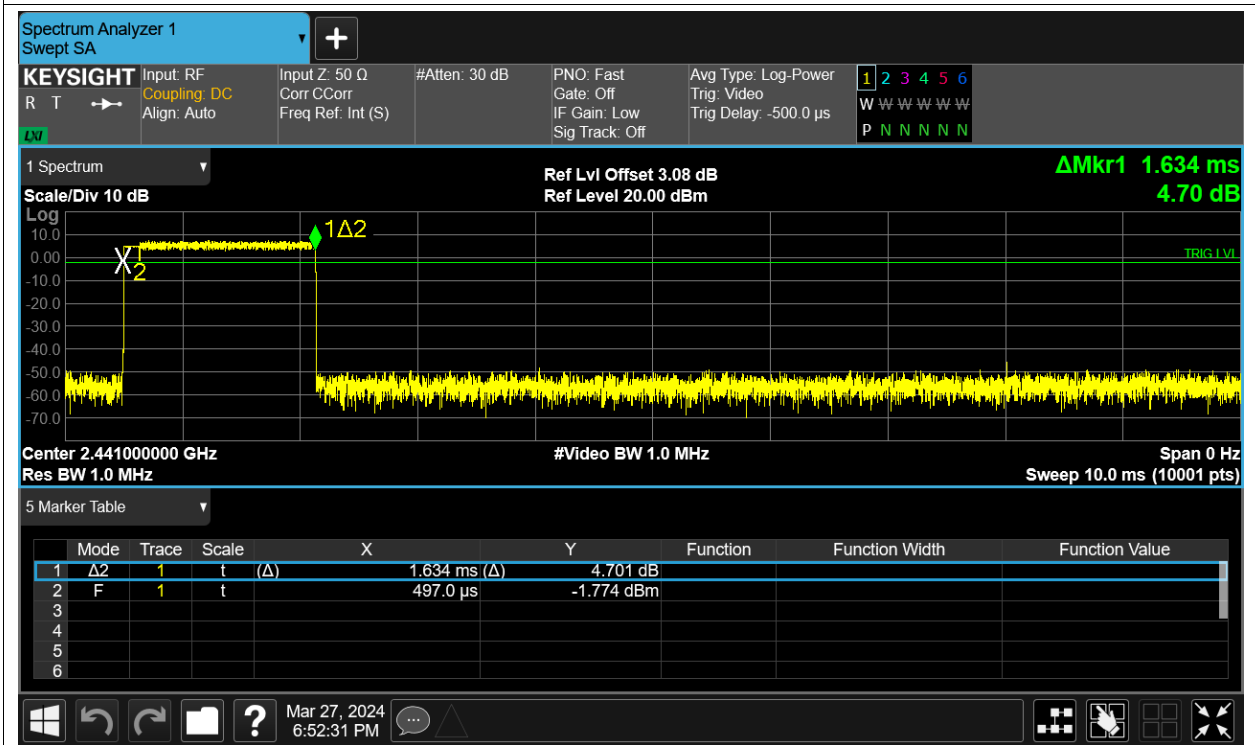 Spectrum Analyzer 1
Swept SA
+
KEYSIGHT Input: RF Input Z: 50 Ω #Atten: 30 dB PNO: Fast Avg Type: Log-Power 1 2 3 4 5 6
R T Coupling: DC Corr CCorr Gate: Off Trig: Video W W W W W W
Align: Auto Freq Ref: Int (S) IF Gain: Low Trig Delay: -500.0 µs P N N N N N
LXI Sig Track: Off
1 Spectrum Ref Lvl Offset 3.08 dB ΔMkr1 1.634 ms
Scale/Div 10 dB Ref Level 20.00 dBm 4.70 dB
Log
10.0
0.00
-10.0
-20.0
-30.0
-40.0
-50.0
-60.0
-70.0
1Δ2
X2
TRIG LVL
Center 2.441000000 GHz #Video BW 1.0 MHz Span 0 Hz
Res BW 1.0 MHz Sweep 10.0 ms (10001 pts)
5 Marker Table
Mode Trace Scale X Y Function Function Width Function Value
1 Δ2 1 t (Δ) 1.634 ms (Δ) 4.701 dB
2 F 1 t 497.0 µs -1.774 dBm
3
4
5
6
? Mar 27, 2024
6:52:31 PM